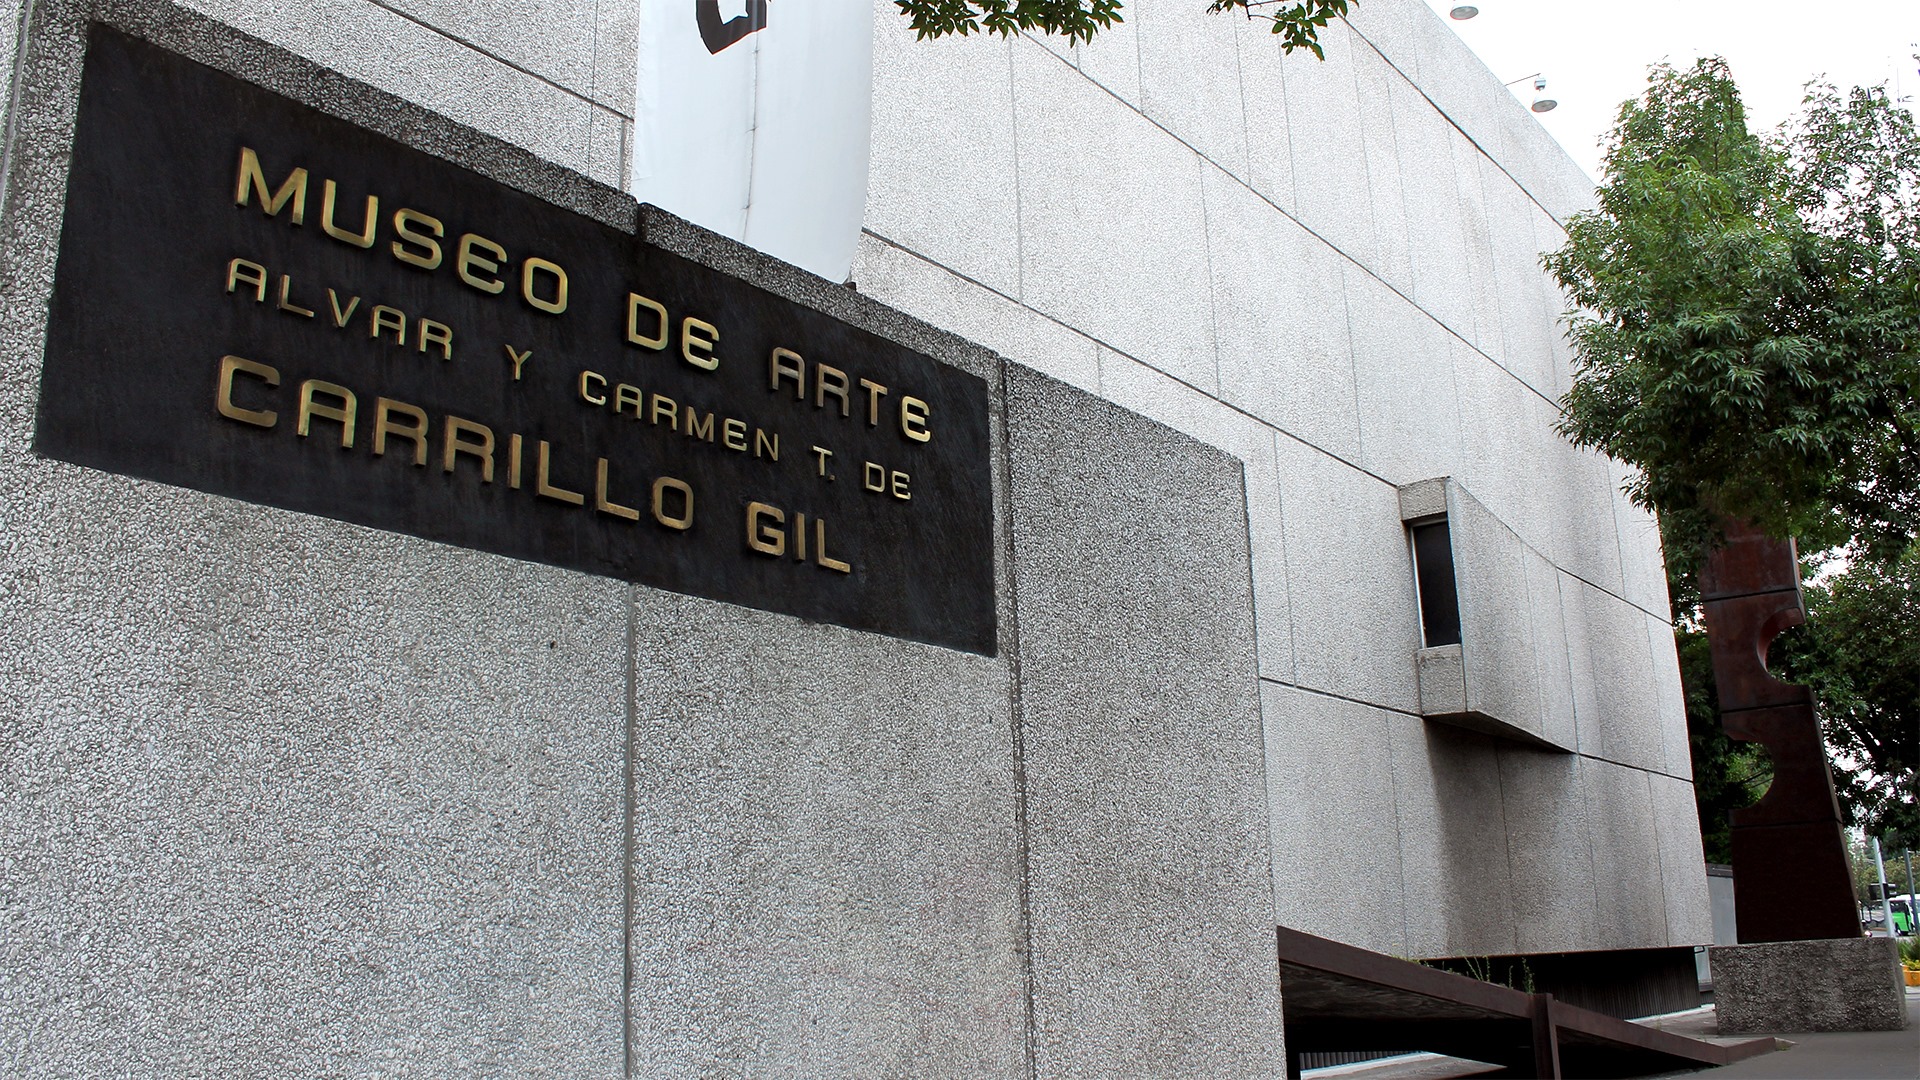 MUSEO DE ARTE
ALVAR Y CARMEN T. DE
CARRILLO GIL